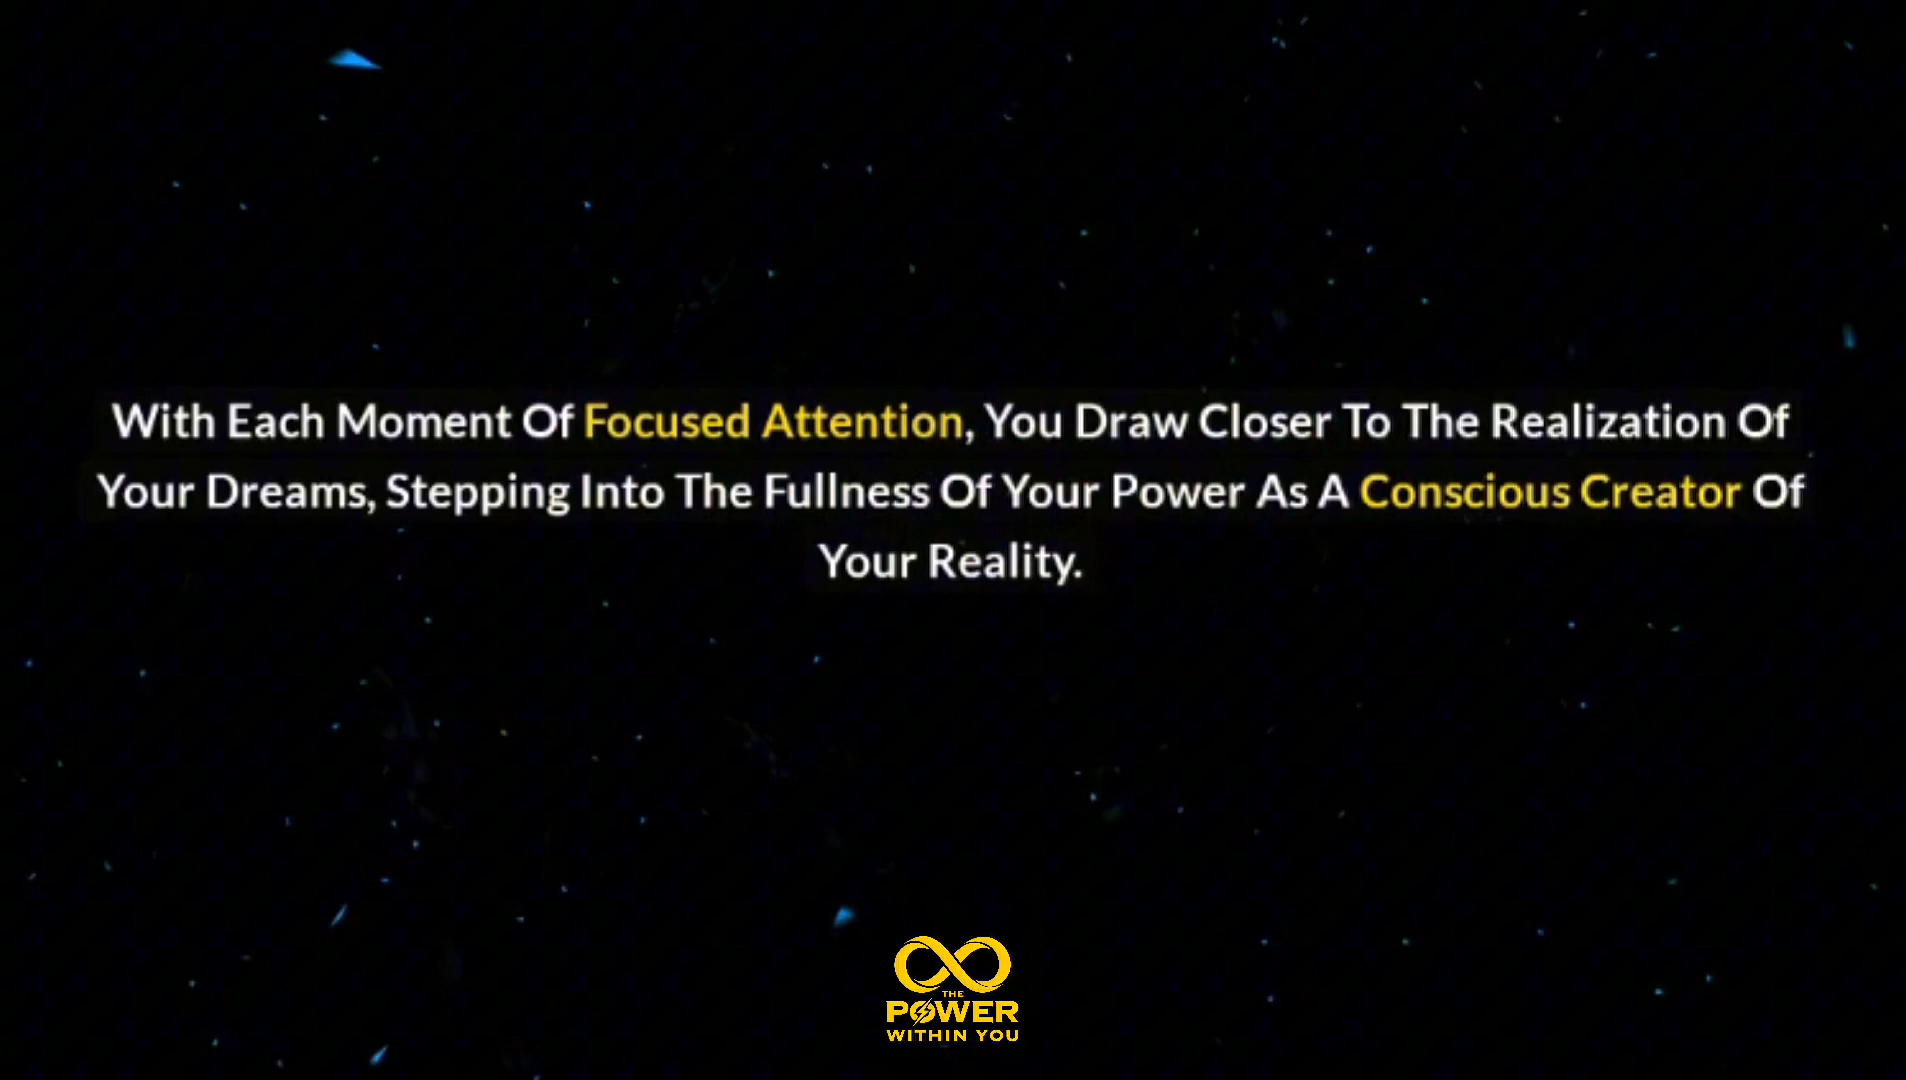 With Each Moment Of Focused Attention, You Draw Closer To The Realization Of
Your Dreams, Stepping Into The Fullness Of Your Power As A Conscious Creator Of
Your Reality.
THE
POWER
WITHIN YOU